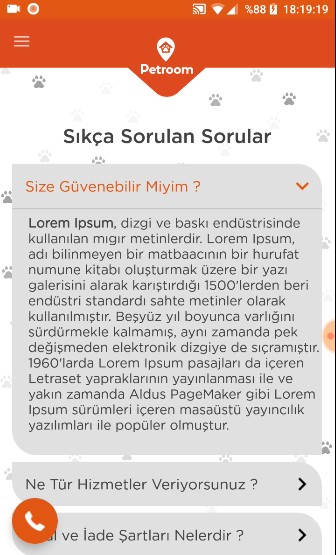 %88 18:19:19
Petroom
Sıkça Sorulan Sorular
Size Güvenebilir Miyim ?
Lorem Ipsum, dizgi ve baskı endüstrisinde
kullanılan mıgır metinlerdir. Lorem Ipsum,
adı bilinmeyen bir matbaacının bir hurufat
numune kitabı oluşturmak üzere bir yazı
galerisini alarak karıştırdığı 1500'lerden beri
endüstri standardı sahte metinler olarak
kullanılmıştır. Beşyüz yıl boyunca varlığını
sürdürmekle kalmamış, aynı zamanda pek
değişmeden elektronik dizgiye de sıçramıştır.
1960'larda Lorem Ipsum pasajları da içeren
Letraset yapraklarının yayınlanması ile ve
yakın zamanda Aldus PageMaker gibi Lorem
Ipsum sürümleri içeren masaüstü yayıncılık
yazılımları ile popüler olmuştur.
Ne Tür Hizmetler Veriyorsunuz ?
ve İade Şartları Nelerdir ?